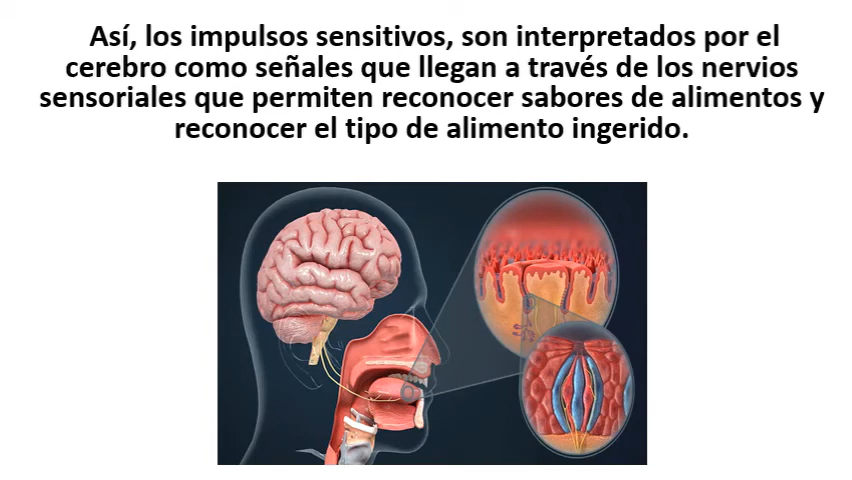 Así, los impulsos sensitivos, son interpretados por el
cerebro como señales que llegan a través de los nervios
sensoriales que permiten reconocer sabores de alimentos y
reconocer el tipo de alimento ingerido.